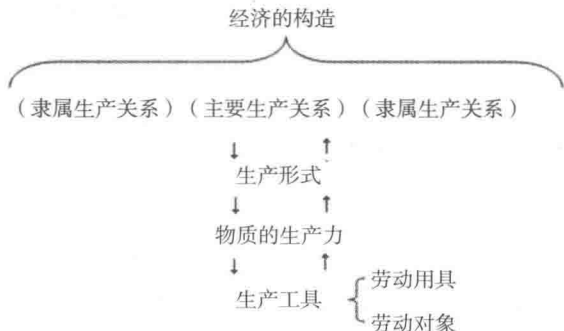 经济的构造
（隶属生产关系）（主要生产关系）（隶属生产关系）
↓ ↑
生产形式
↓ ↑
物质的生产力
↓ ↑
生产工具
劳动用具
劳动对象